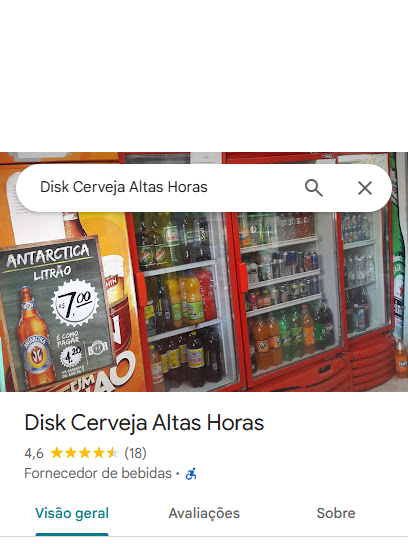 Disk Cerveja Altas Horas
ANTARCTICA
LITRÃO
R$ 7,00
É COMO
PAGAR
1,20
Disk Cerveja Altas Horas
4,6 (18)
Fornecedor de bebidas ·
Visão geral
Avaliações
Sobre